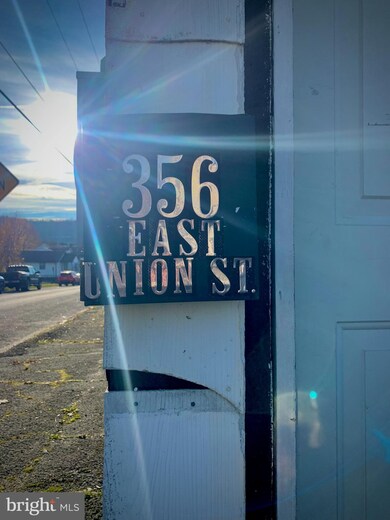 356
EAST
UNION ST.
bright MLS